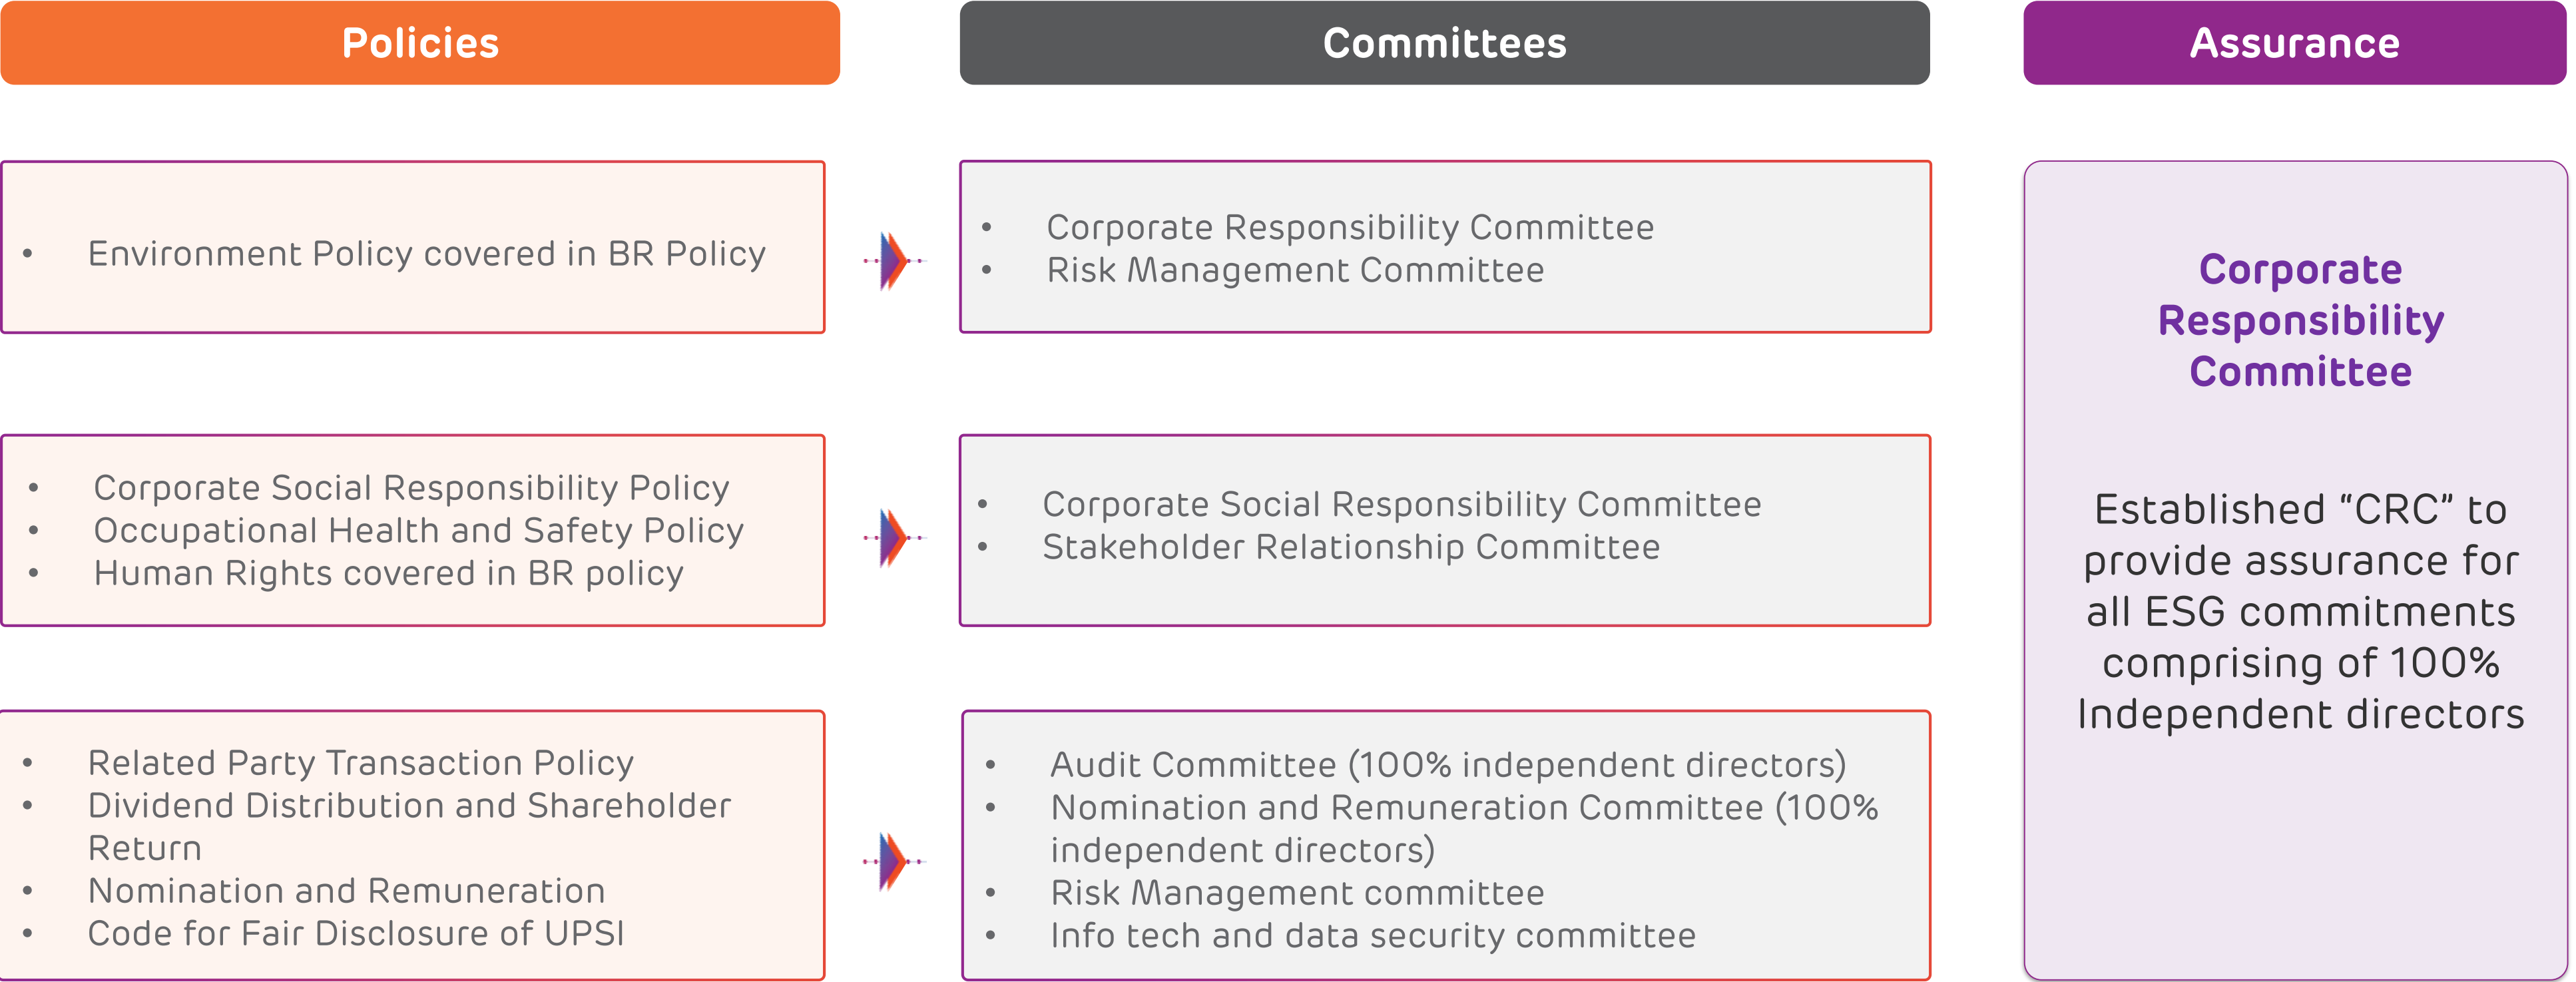 Policies
Committees
Assurance
• Environment Policy covered in BR Policy
• Corporate Responsibility Committee
• Risk Management Committee
• Corporate Social Responsibility Policy
• Occupational Health and Safety Policy
• Human Rights covered in BR policy
• Corporate Social Responsibility Committee
• Stakeholder Relationship Committee
• Related Party Transaction Policy
• Dividend Distribution and Shareholder
Return
• Nomination and Remuneration
• Code for Fair Disclosure of UPSI
• Audit Committee (100% independent directors)
• Nomination and Remuneration Committee (100%
independent directors)
• Risk Management committee
• Info tech and data security committee
Corporate
Responsibility
Committee
Established “CRC” to
provide assurance for
all ESG commitments
comprising of 100%
Independent directors